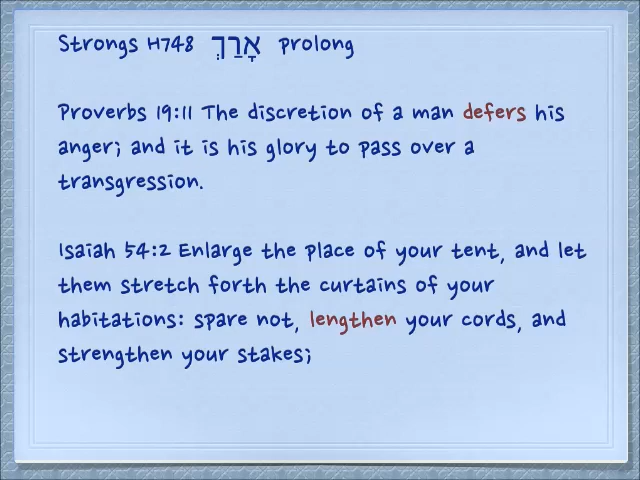 Strongs H748 אָרַךְ prolong
Proverbs 19:11 The discretion of a man defers his
anger; and it is his glory to pass over a
transgression.
Isaiah 54:2 Enlarge the place of your tent, and let
them stretch forth the curtains of your
habitations: spare not, lengthen your cords, and
strengthen your stakes;